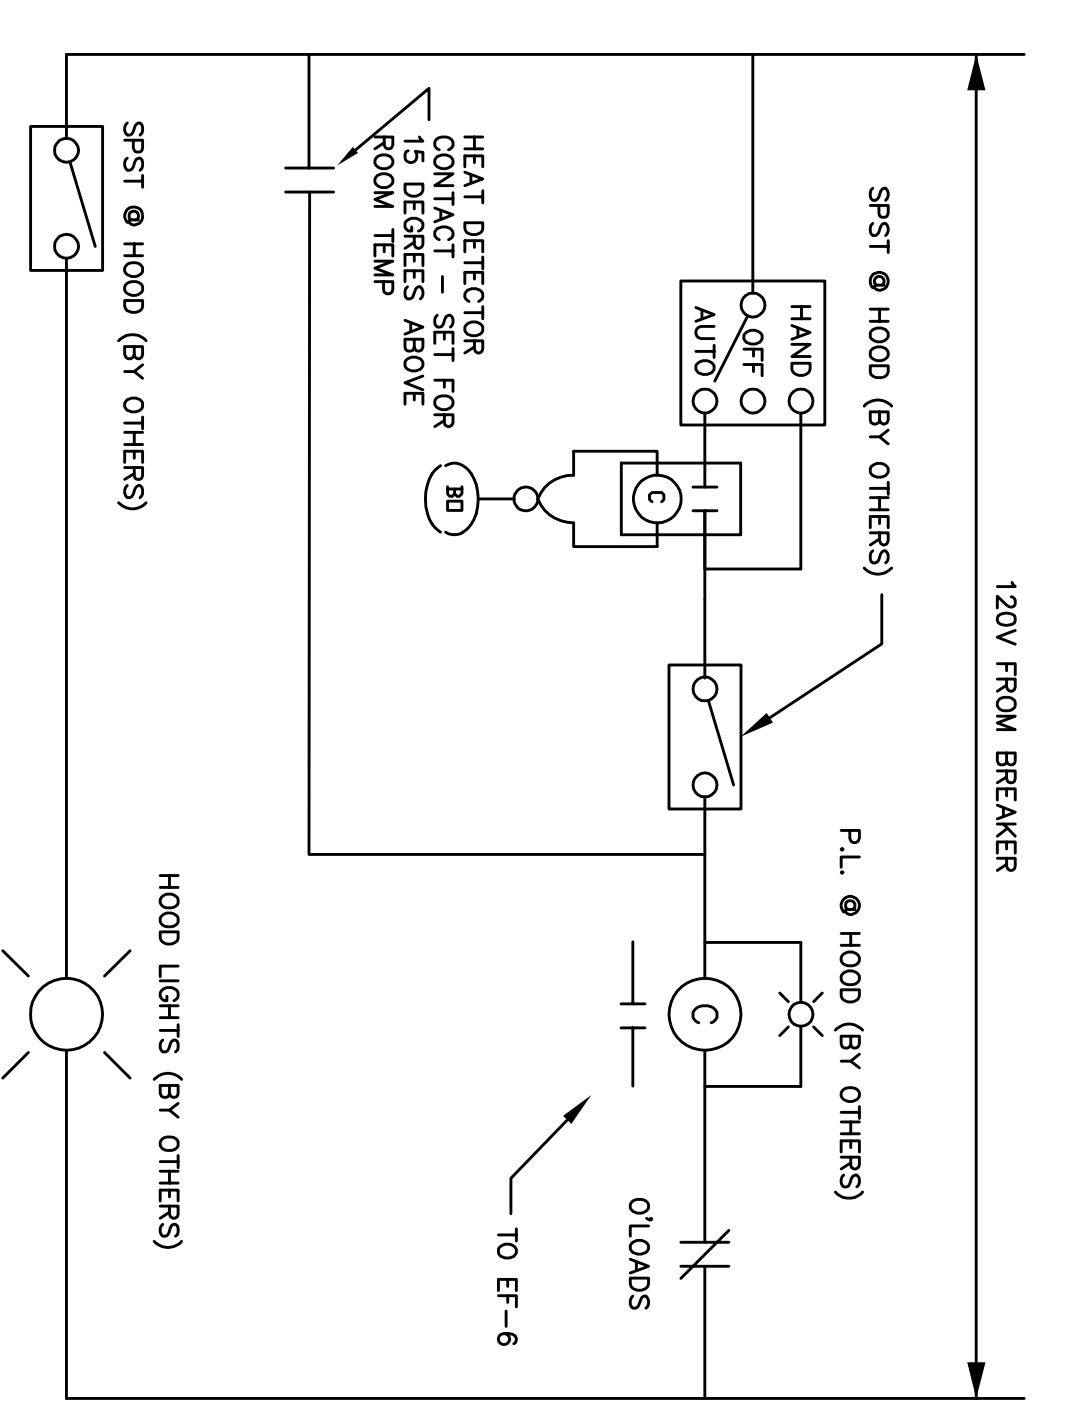 120V FROM BREAKER
SPST @ HOOD (BY OTHERS)
P.L. @ HOOD (BY OTHERS)
HAND
OFF
AUTO
C
C
O'LOADS
TO EF-6
HEAT DETECTOR
CONTACT – SET FOR
15 DEGREES ABOVE
ROOM TEMP
HOOD LIGHTS (BY OTHERS)
SPST @ HOOD (BY OTHERS)